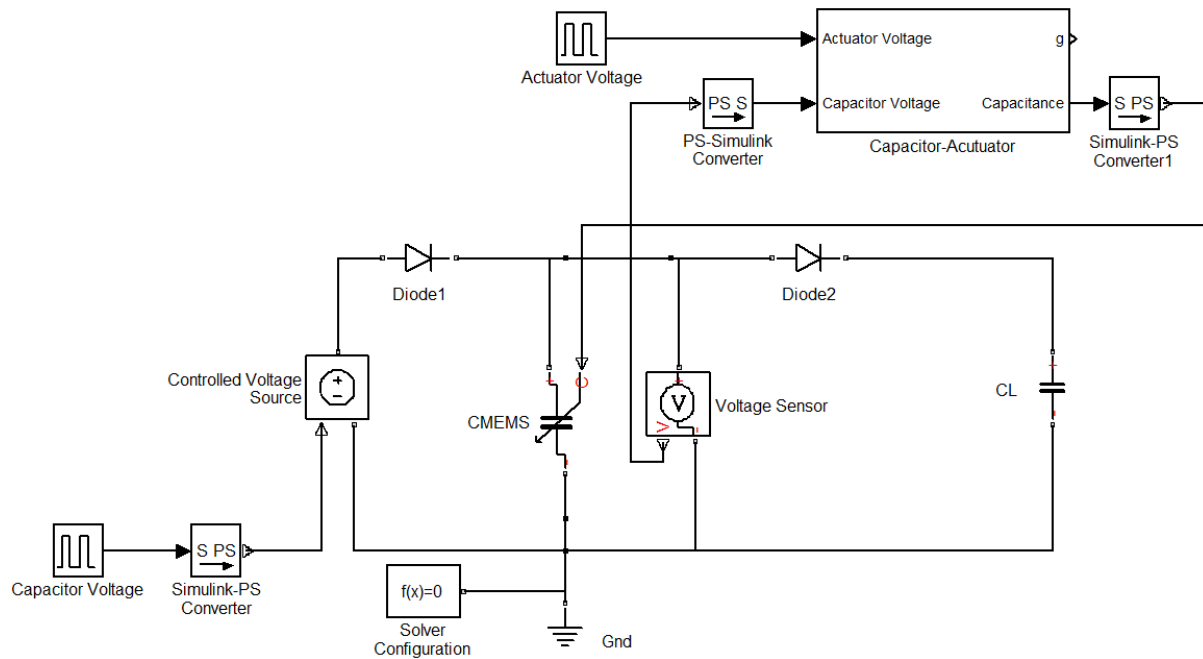 Actuator Voltage
Actuator Voltage
g
Capacitor Voltage
Capacitance
PS S
S PS
PS-Simulink
Converter
Capacitor-Acutuator
Simulink-PS
Converter1
Diode1
Diode2
Controlled Voltage
Source
+
-
+
C
CMEMS
-
+
V
V
-
Voltage Sensor
+
CL
-
Capacitor Voltage
S PS
Simulink-PS
Converter
f(x)=0
Solver
Configuration
Gnd